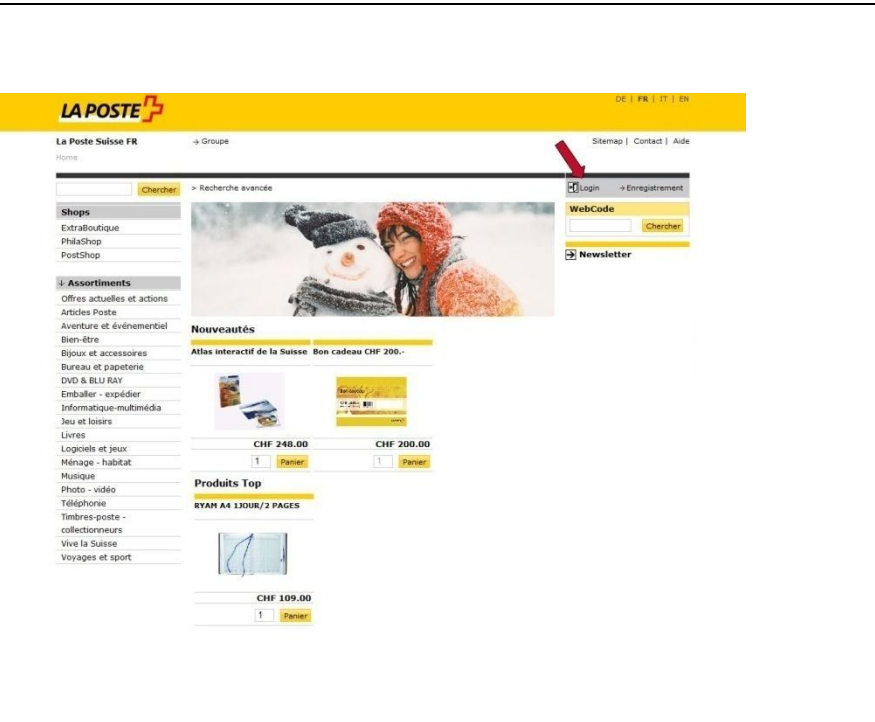 LA POSTE
DE | FR | IT | EN
La Poste Suisse FR
→ Groupe
Sitemap | Contact | Aide
Home
Chercher
> Recherche avancée
Login
→ Enregistrement
Shops
ExtraBoutique
PhilaShop
PostShop
WebCode
Chercher
→ Newsletter
↓ Assortiments
Offres actuelles et actions
Articles Poste
Aventure et événementiel
Bien-être
Bijoux et accessoires
Bureau et papeterie
DVD & BLU RAY
Emballer - expédier
Informatique-multimédia
Jeu et loisirs
Livres
Logiciels et jeux
Ménage - habitat
Musique
Photo - vidéo
Téléphonie
Timbres-poste -
collectionneurs
Vive la Suisse
Voyages et sport
Nouveautés
Atlas interactif de la Suisse
Bon cadeau CHF 200.-
CHF 248.00
CHF 200.00
1 Panier
1 Panier
Produits Top
RYAM A4 1JOUR/2 PAGES
CHF 109.00
1 Panier